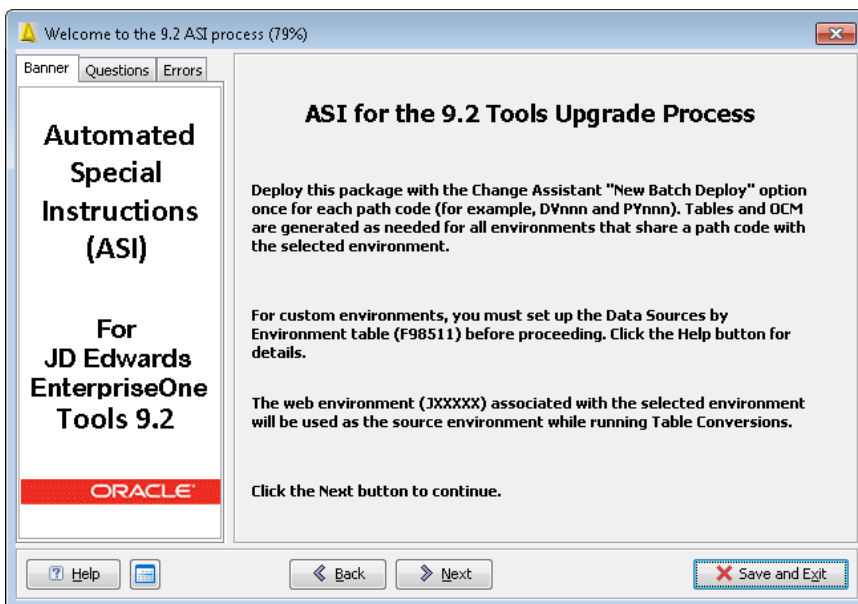 Welcome to the 9.2 ASI process (79%)
Banner
Questions
Errors
Automated
Special
Instructions
(ASI)
For
JD Edwards
EnterpriseOne
Tools 9.2
ORACLE
ASI for the 9.2 Tools Upgrade Process
Deploy this package with the Change Assistant "New Batch Deploy" option
once for each path code (for example, DVnnn and PYnnn). Tables and OCM
are generated as needed for all environments that share a path code with
the selected environment.
For custom environments, you must set up the Data Sources by
Environment table (F98511) before proceeding. Click the Help button for
details.
The web environment (JXXXXX) associated with the selected environment
will be used as the source environment while running Table Conversions.
Click the Next button to continue.
Help
Back
Next
Save and Exit